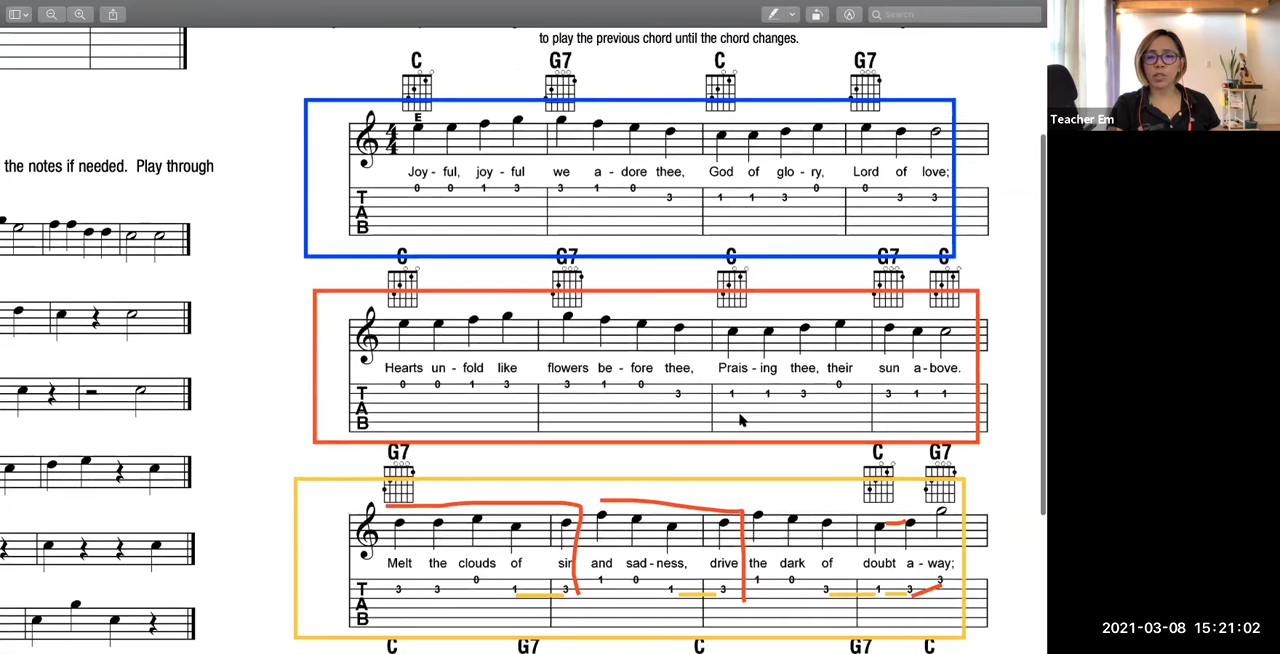 Search
to play the previous chord until the chord changes.
C G7 C G7
E
4
4
Joy - ful, joy - ful we a - dore thee, God of glo - ry, Lord of love;
0 0 1 3 3 1 0 3 1 1 3 0 0 3 3
T
A
B
the notes if needed. Play through
C G7 C G7 C
Hearts un - fold like flowers be - fore thee, Prais - ing thee, their sun a - bove.
0 0 1 3 3 1 0 3 1 1 3 0 3 1 1
T
A
B
G7 C G7
Melt the clouds of sin and sad - ness, drive the dark of doubt a - way;
3 3 0 1 3 1 0 1 3 1 0 3 1 3 3
T
A
B
C G7 C G7 C
Teacher Em
2021-03-08 15:21:02